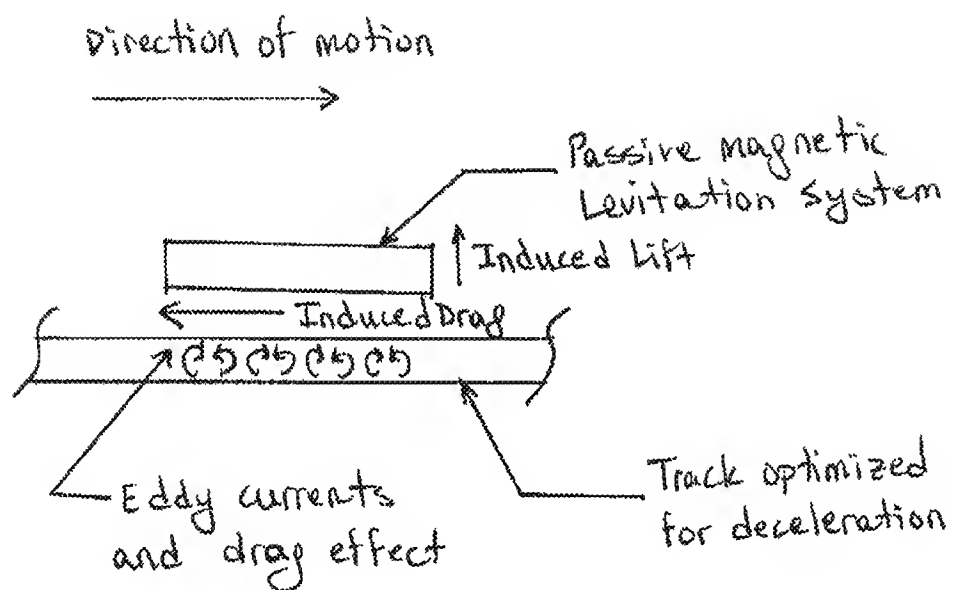 Direction of motion
Passive magnetic
Levitation System
Induced Lift
Induced Drag
Eddy currents
and drag effect
Track optimized
for deceleration